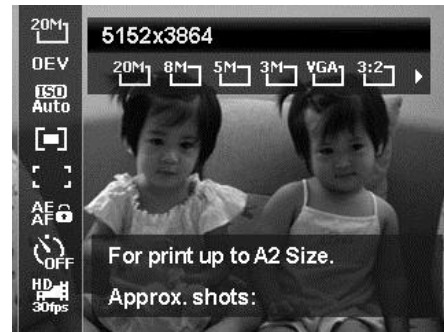 20M
5152x3864
0EV
20M 8M 5M 3M VGA 3:2
ISO
Auto
AE
AF
OFF
For print up to A2 Size.
HD
30fps
Approx. shots: